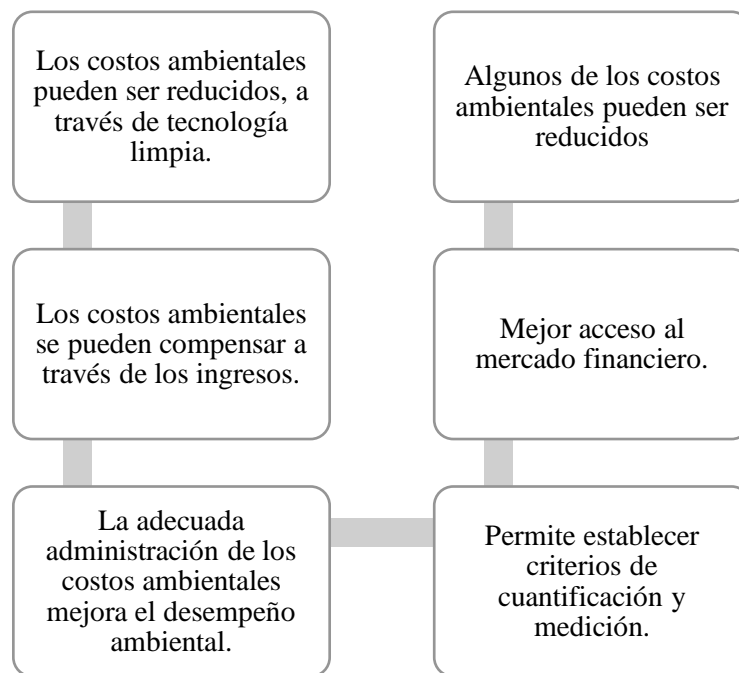 Los costos ambientales
pueden ser reducidos, a
través de tecnología
limpia.
Los costos ambientales
se pueden compensar a
través de los ingresos.
La adecuada
administración de los
costos ambientales
mejora el desempeño
ambiental.
Permite establecer
criterios de
cuantificación y
medición.
Mejor acceso al
mercado financiero.
Algunos de los costos
ambientales pueden ser
reducidos